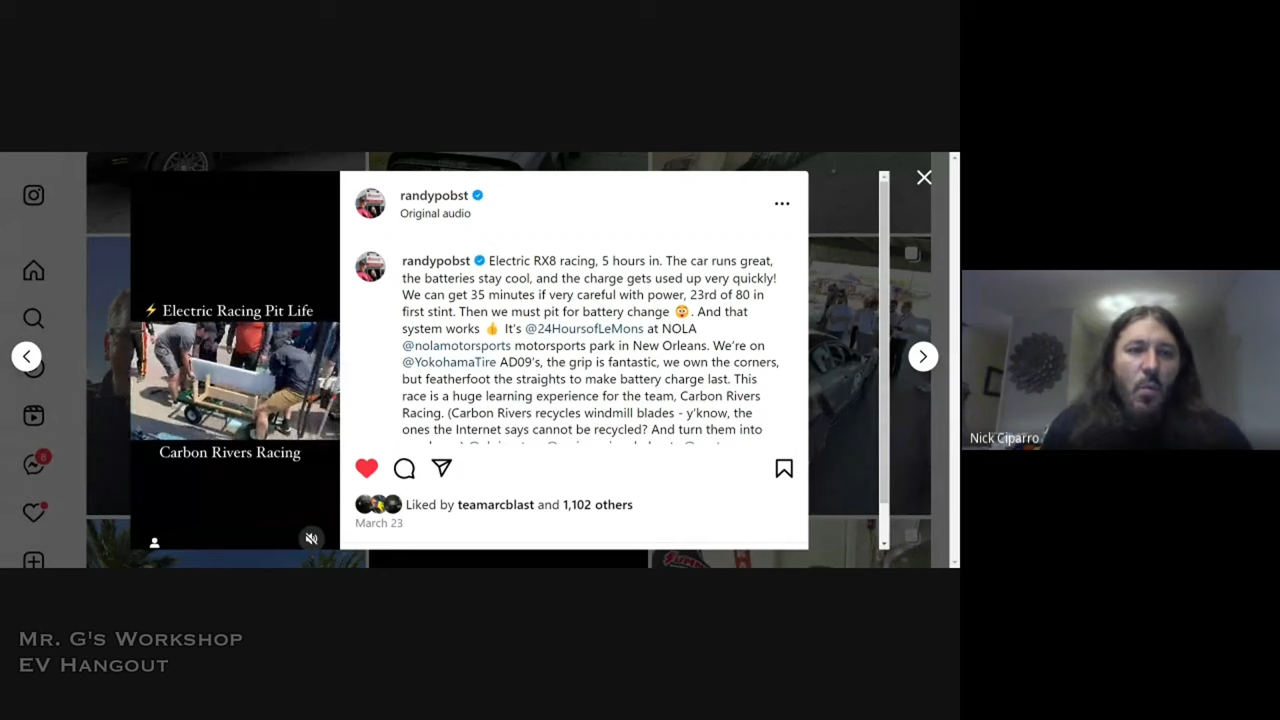 randypobst
Original audio
randypobst Electric RX8 racing, 5 hours in. The car runs great,
the batteries stay cool, and the charge gets used up very quickly!
We can get 35 minutes if very careful with power, 23rd of 80 in
first stint. Then we must pit for battery change 🤯. And that
system works 👍 It's @24HoursofLeMons at NOLA
@nolamotorsports motorsports park in New Orleans. We're on
@YokohamaTire AD09's, the grip is fantastic, we own the corners,
but featherfoot the straights to make battery charge last. This
race is a huge learning experience for the team, Carbon Rivers
Racing. (Carbon Rivers recycles windmill blades - y'know, the
ones the Internet says cannot be recycled? And turn them into
Liked by teamarcblast and 1,102 others
March 23
⚡ Electric Racing Pit Life
Carbon Rivers Racing
8
Nick Ciparro
Mr. G's Workshop
EV Hangout